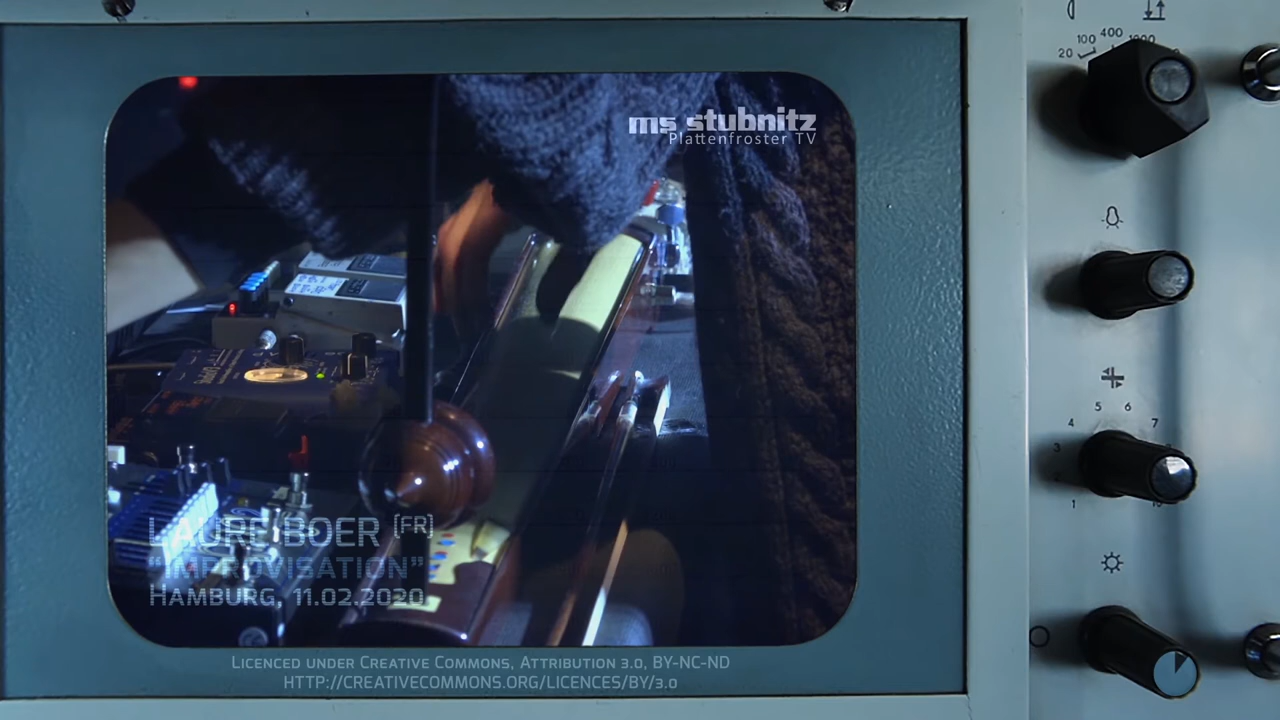 ms stubnitz
Plattenfroster TV
20 100 400 1000
5 6
4 7
3
1 10
LAURE BOER (FR)
"IMPROVISATION"
HAMBURG, 11.02.2020
LICENCED UNDER CREATIVE COMMONS, ATTRIBUTION 3.0, BY-NC-ND
HTTP://CREATIVECOMMONS.ORG/LICENCES/BY/3.0